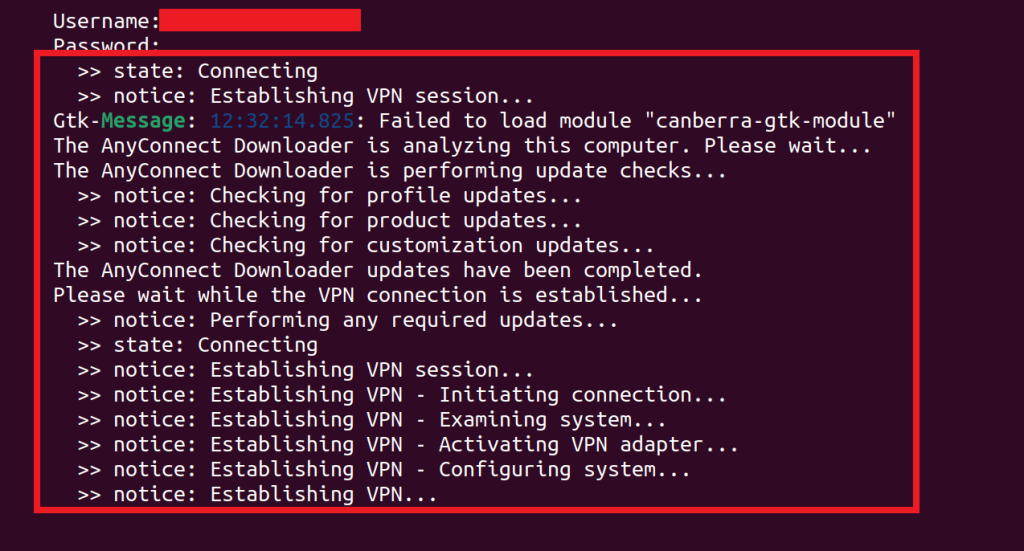 Username:
Password:
>> state: Connecting
>> notice: Establishing VPN session...
Gtk-Message: 12:32:14.825: Failed to load module "canberra-gtk-module"
The AnyConnect Downloader is analyzing this computer. Please wait...
The AnyConnect Downloader is performing update checks...
>> notice: Checking for profile updates...
>> notice: Checking for product updates...
>> notice: Checking for customization updates...
The AnyConnect Downloader updates have been completed.
Please wait while the VPN connection is established...
>> notice: Performing any required updates...
>> state: Connecting
>> notice: Establishing VPN session...
>> notice: Establishing VPN - Initiating connection...
>> notice: Establishing VPN - Examining system...
>> notice: Establishing VPN - Activating VPN adapter...
>> notice: Establishing VPN - Configuring system...
>> notice: Establishing VPN...